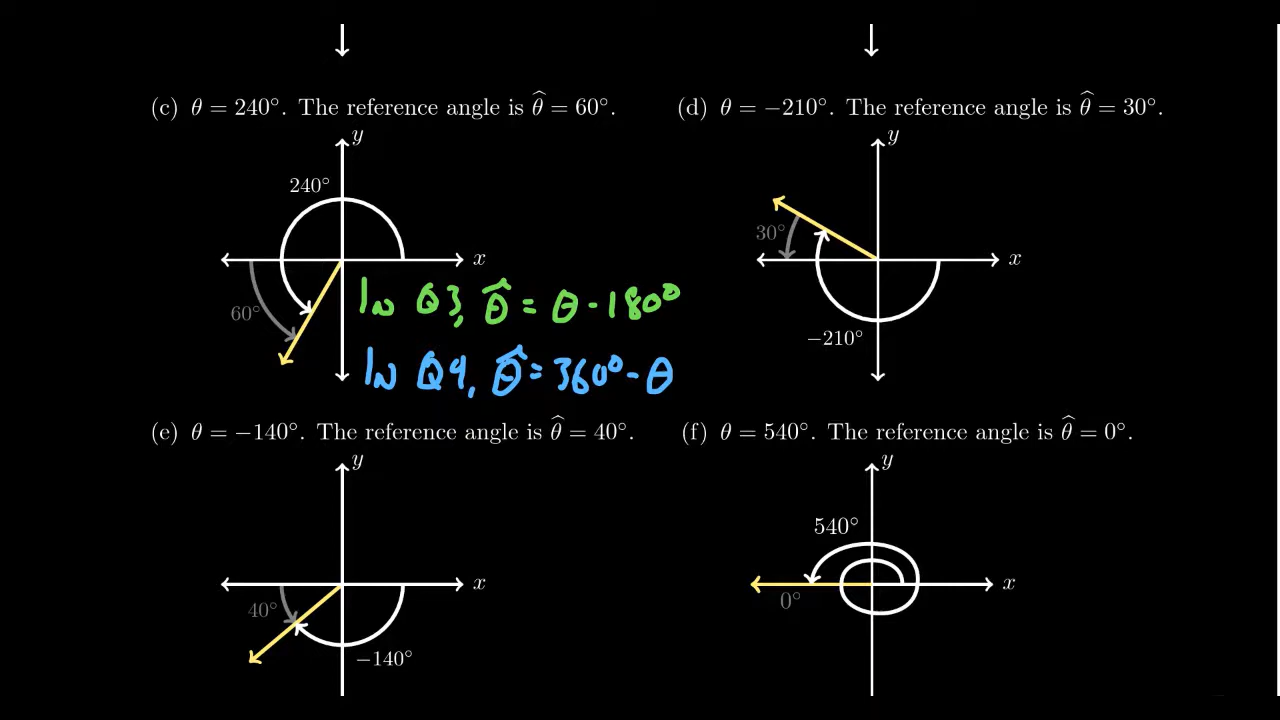 (c) θ = 240°. The reference angle is θ̂ = 60°.
y
240°
x
60°
In Q3, θ̂ = θ - 180°
In Q4, θ̂ = 360° - θ
(d) θ = −210°. The reference angle is θ̂ = 30°.
y
30°
x
−210°
(e) θ = −140°. The reference angle is θ̂ = 40°.
y
x
40°
−140°
(f) θ = 540°. The reference angle is θ̂ = 0°.
y
540°
x
0°